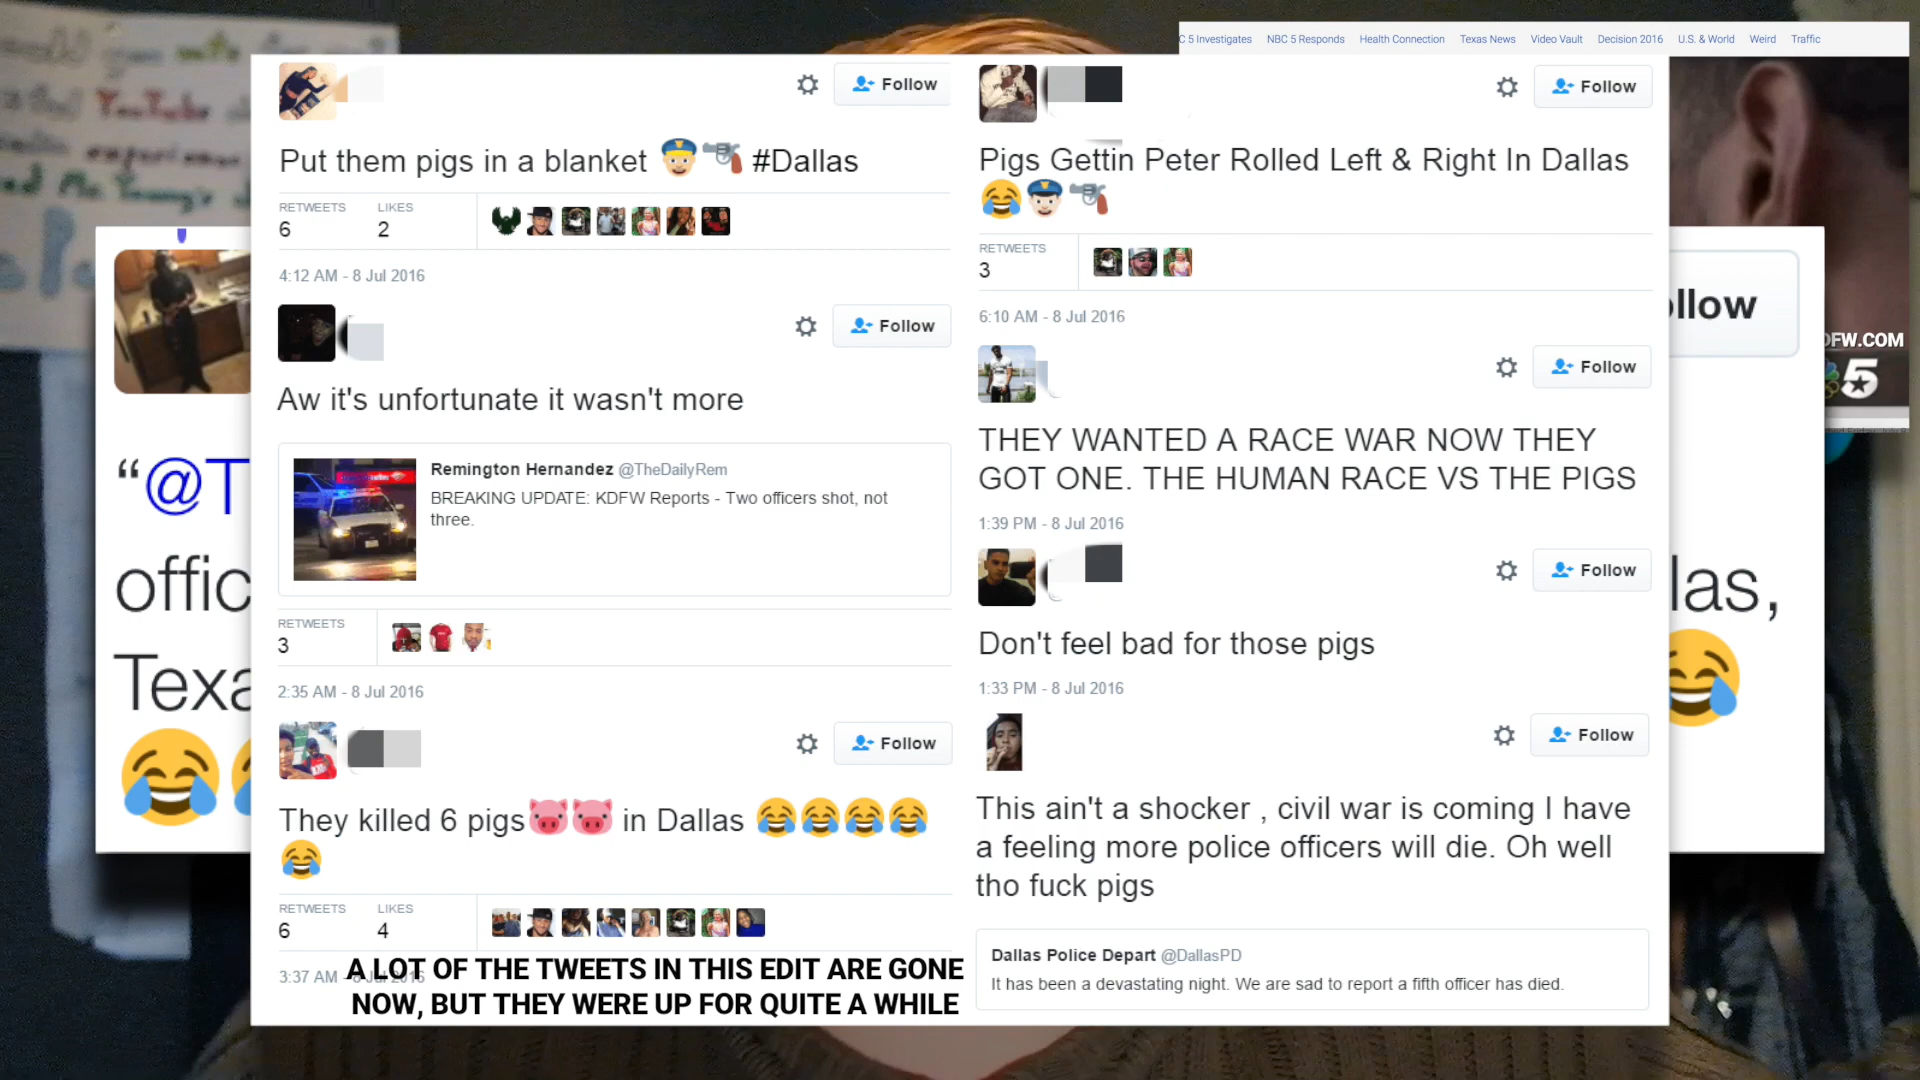 C 5 Investigates NBC 5 Responds Health Connection Texas News Video Vault Decision 2016 U.S. & World Weird Traffic
Follow
Put them pigs in a blanket 👮🔫 #Dallas
RETWEETS LIKES
6 2
4:12 AM - 8 Jul 2016
Follow
Aw it's unfortunate it wasn't more
Remington Hernandez @TheDailyRem
BREAKING UPDATE: KDFW Reports - Two officers shot, not
three.
RETWEETS
3
2:35 AM - 8 Jul 2016
Follow
They killed 6 pigs🐷🐷 in Dallas 😂😂😂😂
😂
RETWEETS LIKES
6 4
3:37 AM - 8 Jul 2016
A LOT OF THE TWEETS IN THIS EDIT ARE GONE
NOW, BUT THEY WERE UP FOR QUITE A WHILE
Follow
Pigs Gettin Peter Rolled Left & Right In Dallas
😂👮🔫
RETWEETS
3
6:10 AM - 8 Jul 2016
Follow
THEY WANTED A RACE WAR NOW THEY
GOT ONE. THE HUMAN RACE VS THE PIGS
1:39 PM - 8 Jul 2016
Follow
Don't feel bad for those pigs
1:33 PM - 8 Jul 2016
Follow
This ain't a shocker , civil war is coming I have
a feeling more police officers will die. Oh well
tho fuck pigs
Dallas Police Depart @DallasPD
It has been a devastating night. We are sad to report a fifth officer has died.
“@T
offic
Texa
😂
ollow
las,
😂
DFW.COM
5
YouTube